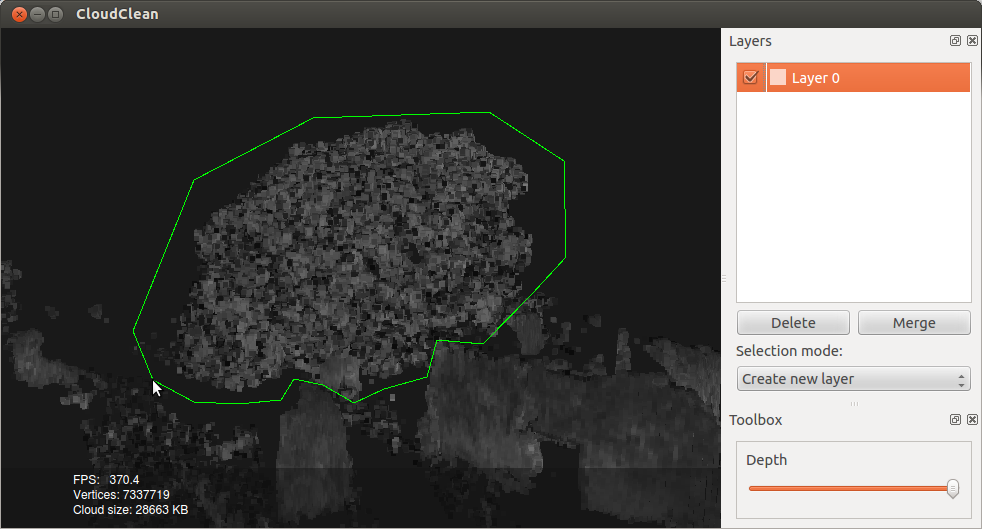 CloudClean
Layers
Layer 0
Delete
Merge
Selection mode:
Create new layer
Toolbox
Depth
FPS: 370.4
Vertices: 7337719
Cloud size: 28663 KB